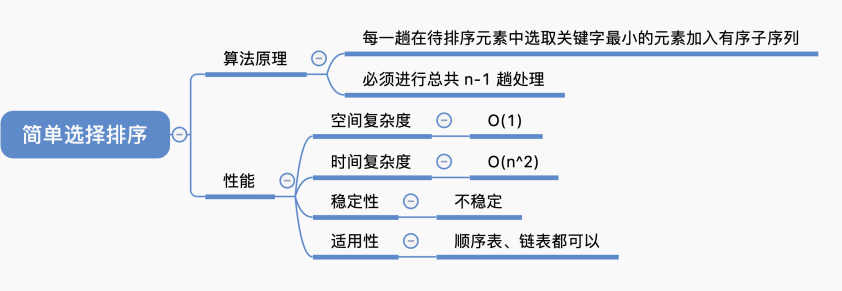 简单选择排序
算法原理
每一趟在待排序元素中选取关键字最小的元素加入有序子序列
必须进行总共 n-1 趟处理
性能
空间复杂度
O(1)
时间复杂度
O(n^2)
稳定性
不稳定
适用性
顺序表、链表都可以